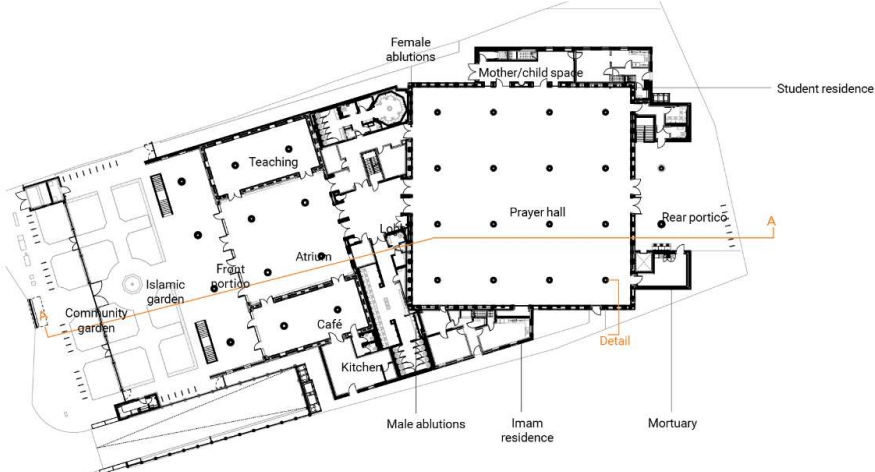 Female
ablutions
Mother/child space
Student residence
Teaching
Prayer hall
Rear portico
A
Lobby
Atrium
Front
portico
Islamic
garden
A
Community
garden
Café
Detail
Kitchen
Male ablutions
Imam
residence
Mortuary